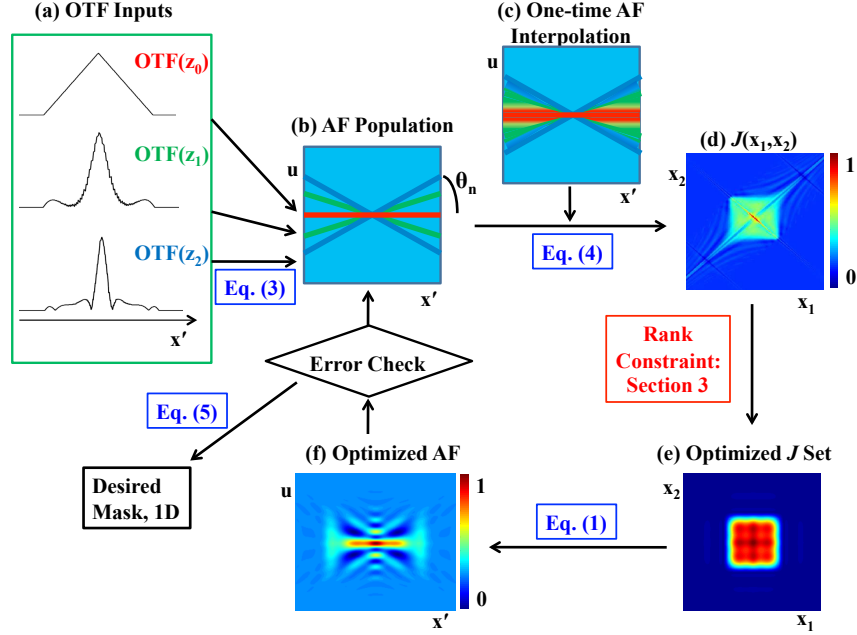 (a) OTF Inputs
OTF(z0)
OTF(z1)
OTF(z2)
x′
Eq. (3)
(b) AF Population
u
θn
x′
(c) One-time AF
Interpolation
u
x′
Eq. (4)
(d) J(x1,x2)
x2
1
0
x1
Rank
Constraint:
Section 3
(e) Optimized J Set
x2
1
0
x1
Eq. (1)
(f) Optimized AF
u
1
0
x′
Error Check
Eq. (5)
Desired
Mask, 1D